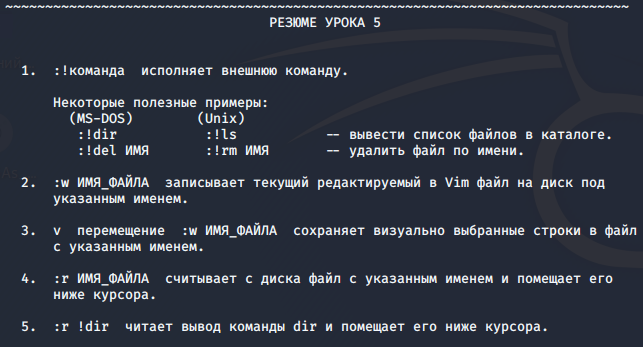 ~~~~~~~~~~~~~~~~~~~~~~~~~~~~~~~~~~~~~~~~~~~~~~~~~~~~~~~~~~~~~~~~~~~~~~~~~~~~~~
РЕЗЮМЕ УРОКА 5
1. :!команда исполняет внешнюю команду.
Некоторые полезные примеры:
(MS-DOS) (Unix)
:!dir :!ls -- вывести список файлов в каталоге.
:!del ИМЯ :!rm ИМЯ -- удалить файл по имени.
2. :w ИМЯ_ФАЙЛА записывает текущий редактируемый в Vim файл на диск под
указанным именем.
3. v перемещение :w ИМЯ_ФАЙЛА сохраняет визуально выбранные строки в файл
с указанным именем.
4. :r ИМЯ_ФАЙЛА считывает с диска файл с указанным именем и помещает его
ниже курсора.
5. :r !dir читает вывод команды dir и помещает его ниже курсора.